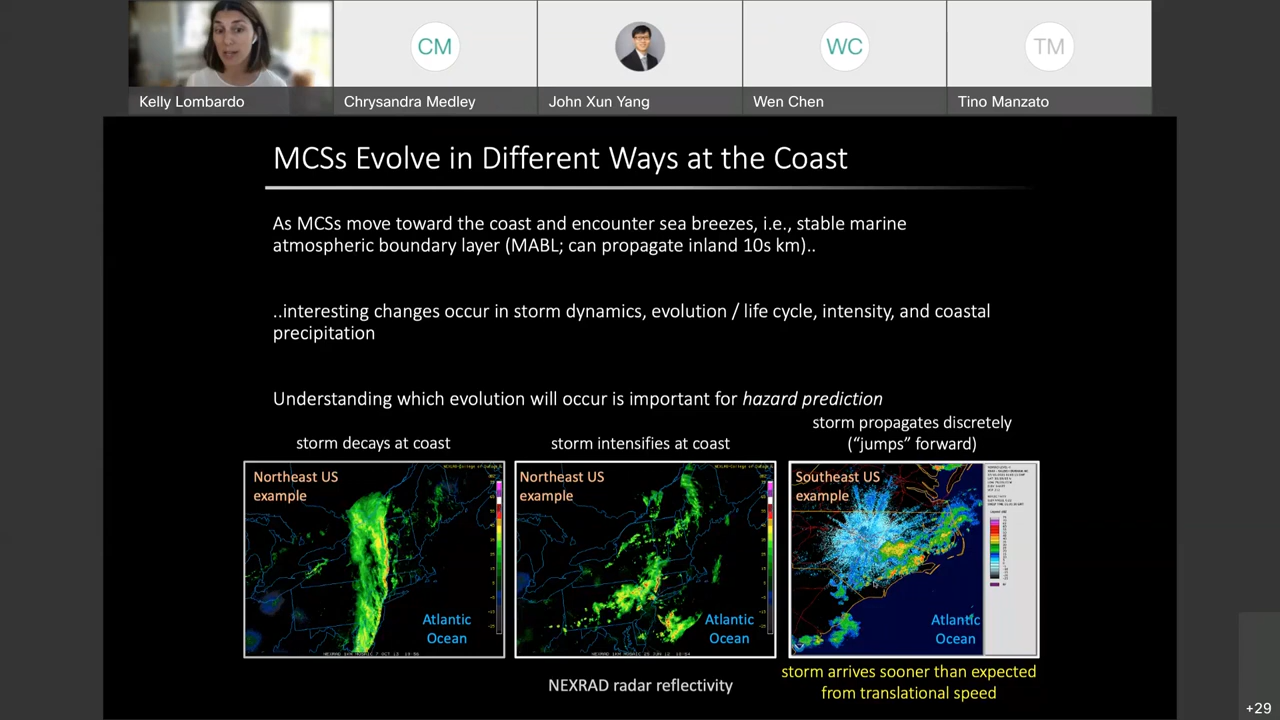 CM
WC
TM
Kelly Lombardo
Chrysandra Medley
John Xun Yang
Wen Chen
Tino Manzato
MCSs Evolve in Different Ways at the Coast
As MCSs move toward the coast and encounter sea breezes, i.e., stable marine
atmospheric boundary layer (MABL; can propagate inland 10s km)..
..interesting changes occur in storm dynamics, evolution / life cycle, intensity, and coastal
precipitation
Understanding which evolution will occur is important for hazard prediction
storm decays at coast
storm intensifies at coast
storm propagates discretely
("jumps" forward)
Northeast US
example
Atlantic
Ocean
Northeast US
example
Atlantic
Ocean
Southeast US
example
Atlantic
Ocean
NEXRAD radar reflectivity
storm arrives sooner than expected
from translational speed
+29